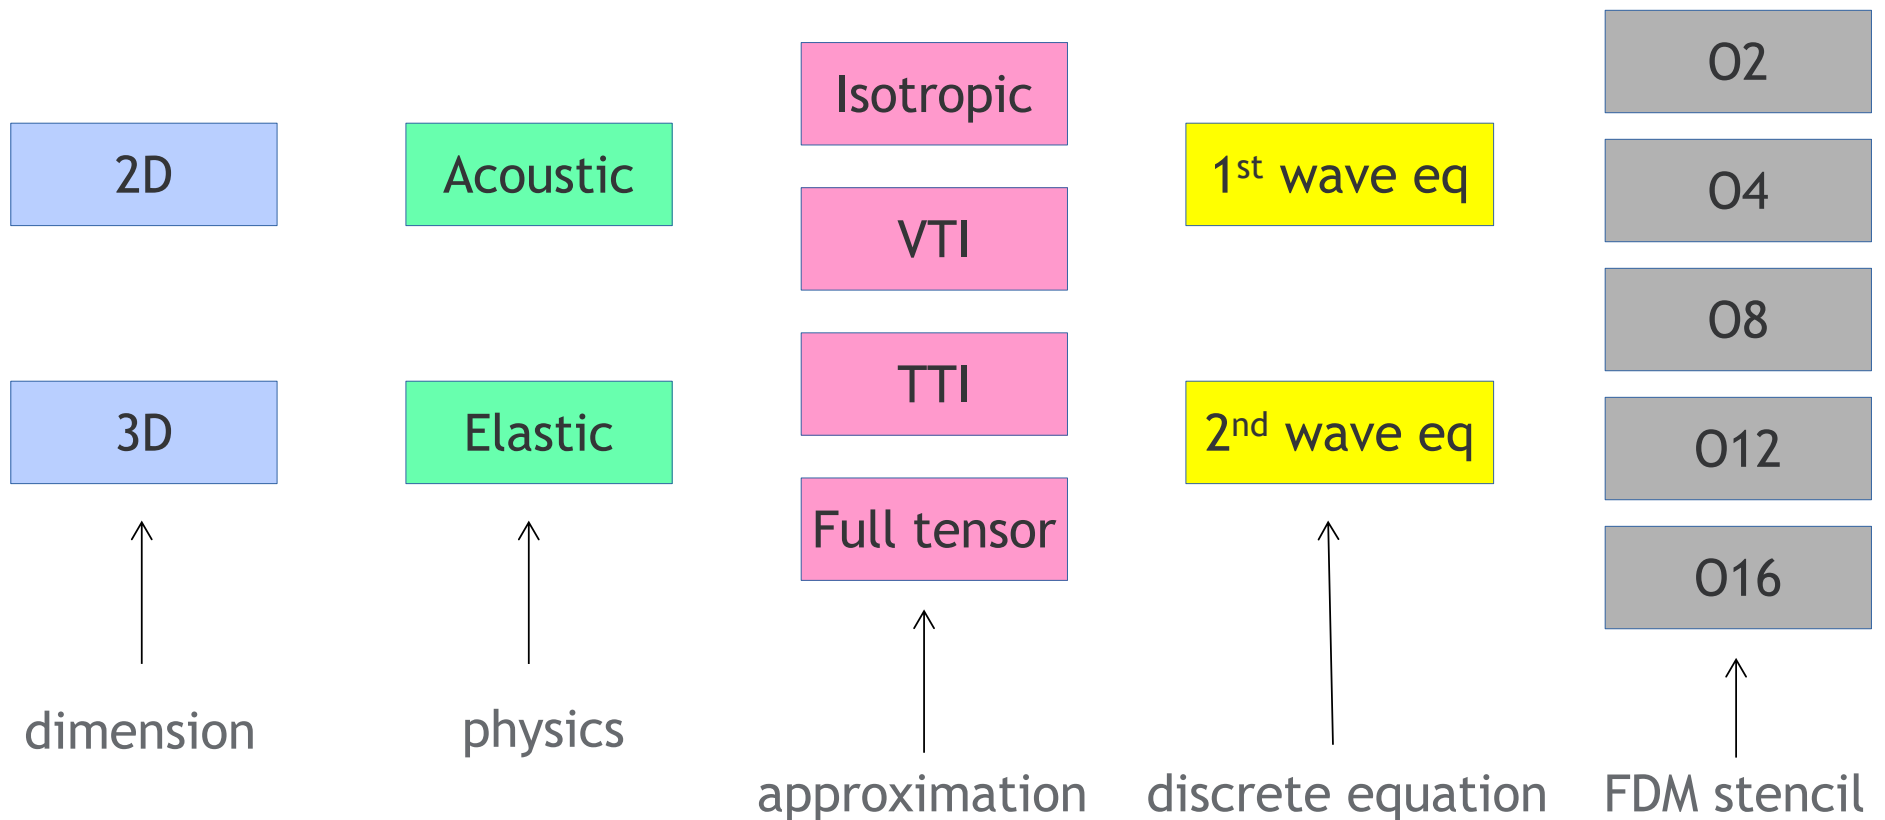 2D
3D
dimension
Acoustic
Elastic
physics
Isotropic
VTI
TTI
Full tensor
approximation
1st wave eq
2nd wave eq
discrete equation
O2
O4
O8
O12
O16
FDM stencil